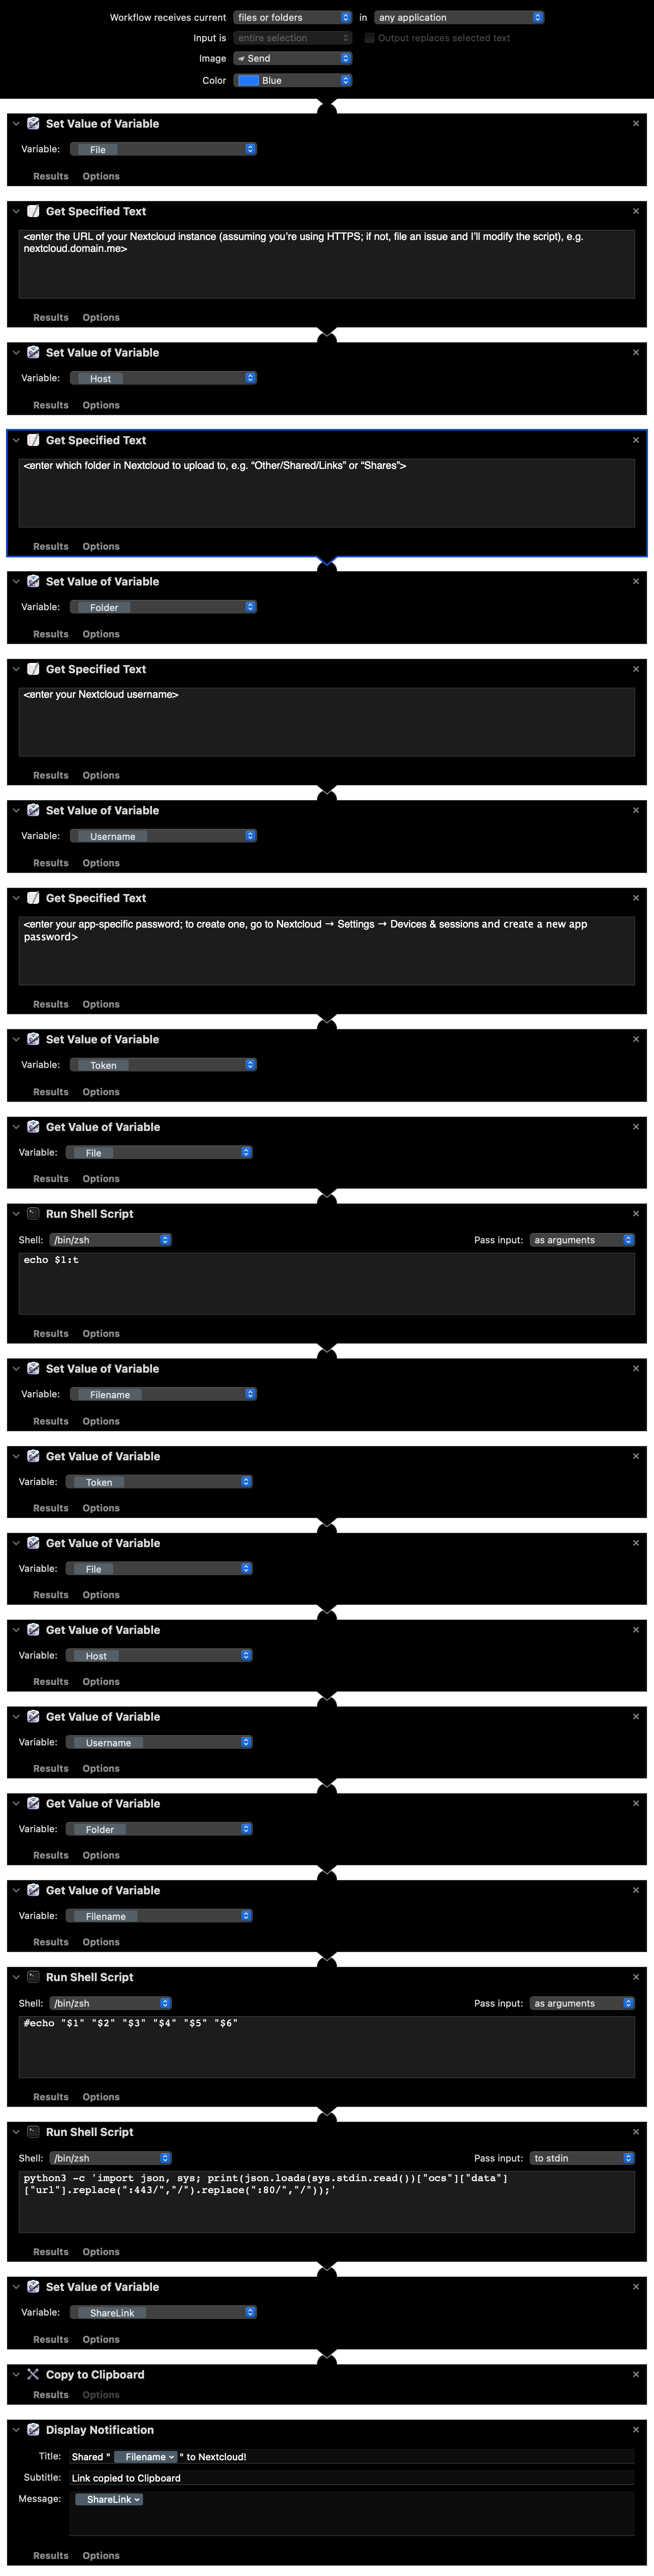 Workflow receives current files or folders in any application
Input is entire selection Output replaces selected text
Image Send
Color Blue
Set Value of Variable
Variable: File
Results Options
Get Specified Text
<enter the URL of your Nextcloud instance (assuming you’re using HTTPS; if not, file an issue and I’ll modify the script), e.g.
nextcloud.domain.me>
Results Options
Set Value of Variable
Variable: Host
Results Options
Get Specified Text
<enter which folder in Nextcloud to upload to, e.g. “Other/Shared/Links” or “Shares”>
Results Options
Set Value of Variable
Variable: Folder
Results Options
Get Specified Text
<enter your Nextcloud username>
Results Options
Set Value of Variable
Variable: Username
Results Options
Get Specified Text
<enter your app-specific password; to create one, go to Nextcloud → Settings → Devices & sessions and create a new app
password>
Results Options
Set Value of Variable
Variable: Token
Results Options
Get Value of Variable
Variable: File
Results Options
Run Shell Script
Shell: /bin/zsh Pass input: as arguments
echo $1:t
Results Options
Set Value of Variable
Variable: Filename
Results Options
Get Value of Variable
Variable: Token
Results Options
Get Value of Variable
Variable: File
Results Options
Get Value of Variable
Variable: Host
Results Options
Get Value of Variable
Variable: Username
Results Options
Get Value of Variable
Variable: Folder
Results Options
Get Value of Variable
Variable: Filename
Results Options
Run Shell Script
Shell: /bin/zsh Pass input: as arguments
#echo "$1" "$2" "$3" "$4" "$5" "$6"
Results Options
Run Shell Script
Shell: /bin/zsh Pass input: to stdin
python3 -c 'import json, sys; print(json.loads(sys.stdin.read())["ocs"]["data"]
["url"].replace(":443/","/").replace(":80/","/"));'
Results Options
Set Value of Variable
Variable: ShareLink
Results Options
Copy to Clipboard
Results Options
Display Notification
Title: Shared " Filename " to Nextcloud!
Subtitle: Link copied to Clipboard
Message: ShareLink
Results Options